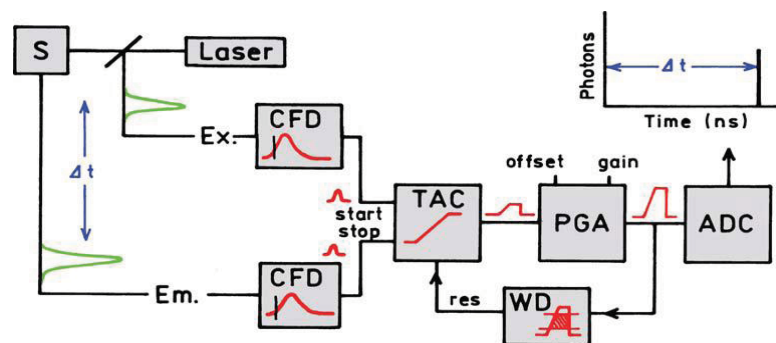 S
Laser
Photons
Δt
Time (ns)
Δt
Ex.
CFD
start
stop
TAC
offset
gain
PGA
ADC
Em.
CFD
res
WD